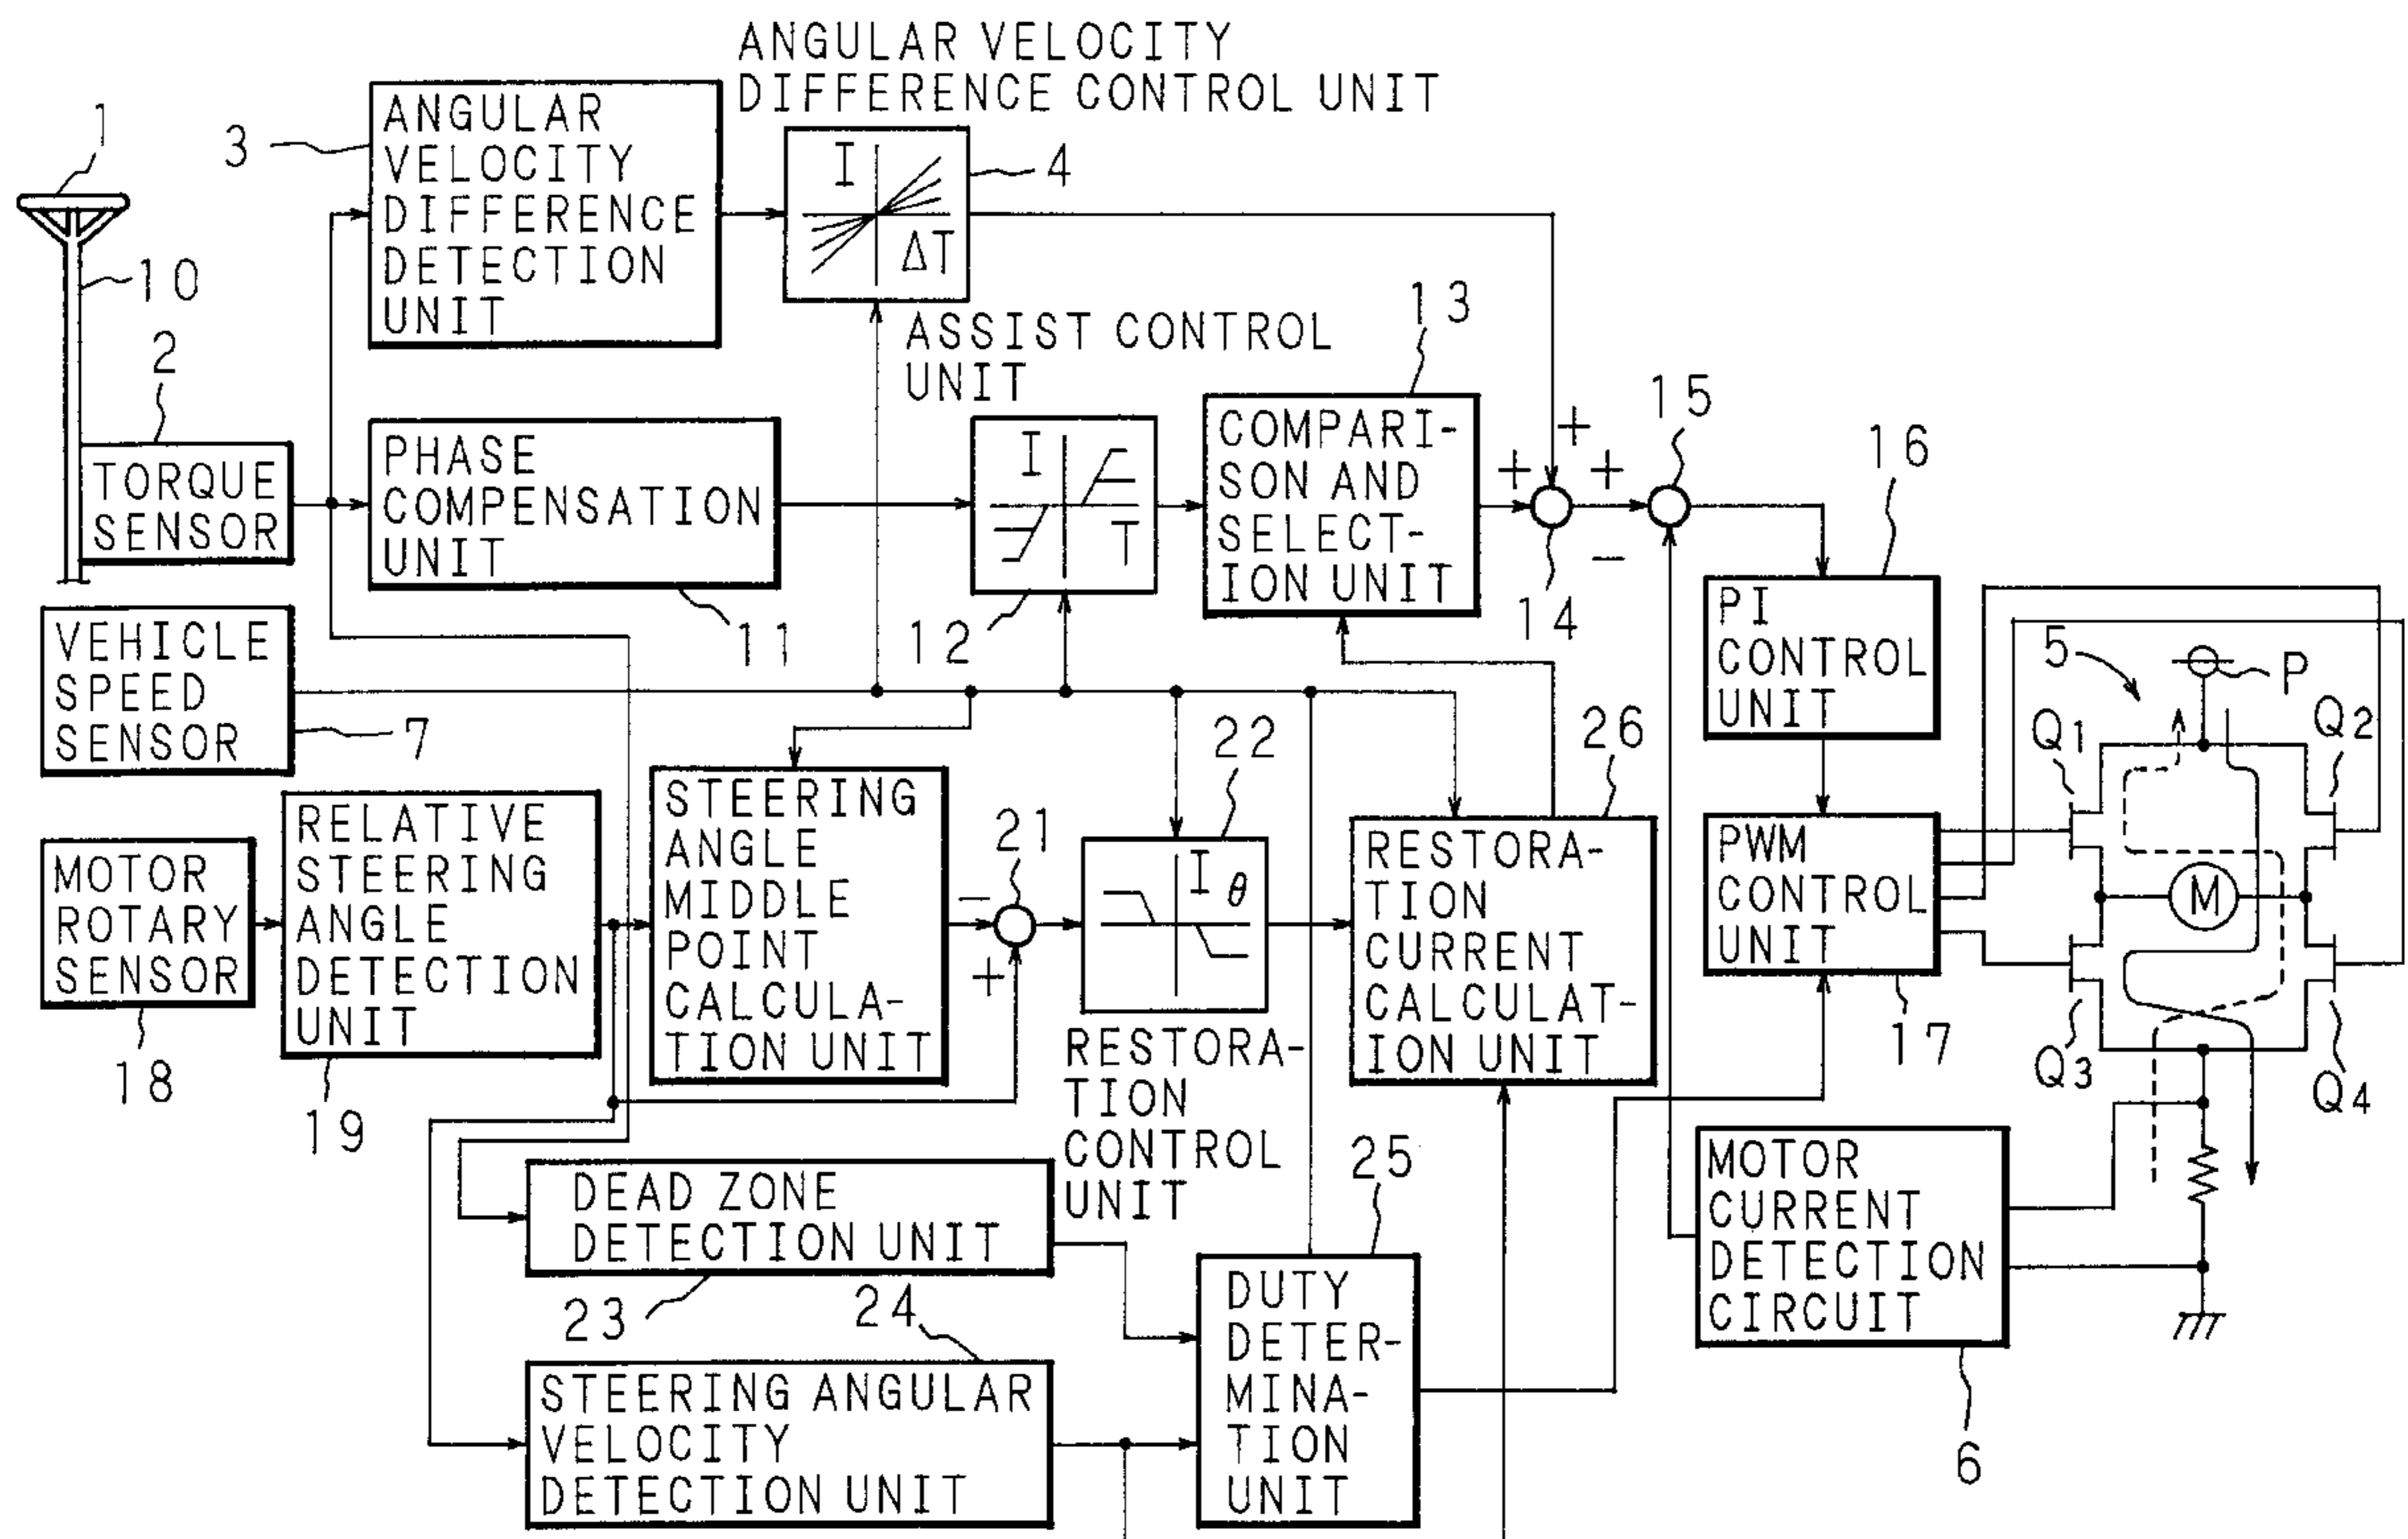 ANGULAR VELOCITY
DIFFERENCE CONTROL UNIT
1
3
ANGULAR
VELOCITY
DIFFERENCE
DETECTION
UNIT
I
ΔT
4
10
2
TORQUE
SENSOR
PHASE
COMPENSATION
UNIT
11
ASSIST CONTROL
UNIT
I
T
12
13
COMPARI-
SON AND
SELECT-
ION UNIT
+
+
14
+
-
15
16
PI
CONTROL
UNIT
VEHICLE
SPEED
SENSOR
7
MOTOR
ROTARY
SENSOR
18
RELATIVE
STEERING
ANGLE
DETECTION
UNIT
19
STEERING
ANGLE
MIDDLE
POINT
CALCULA-
TION UNIT
-
+
21
22
I
θ
RESTORA-
TION
CONTROL
UNIT
26
RESTORA-
TION
CURRENT
CALCULAT-
ION UNIT
PWM
CONTROL
UNIT
17
5
P
Q1
Q2
M
Q3
Q4
DEAD ZONE
DETECTION UNIT
23
24
STEERING ANGULAR
VELOCITY
DETECTION UNIT
25
DUTY
DETER-
MINA-
TION
UNIT
MOTOR
CURRENT
DETECTION
CIRCUIT
6